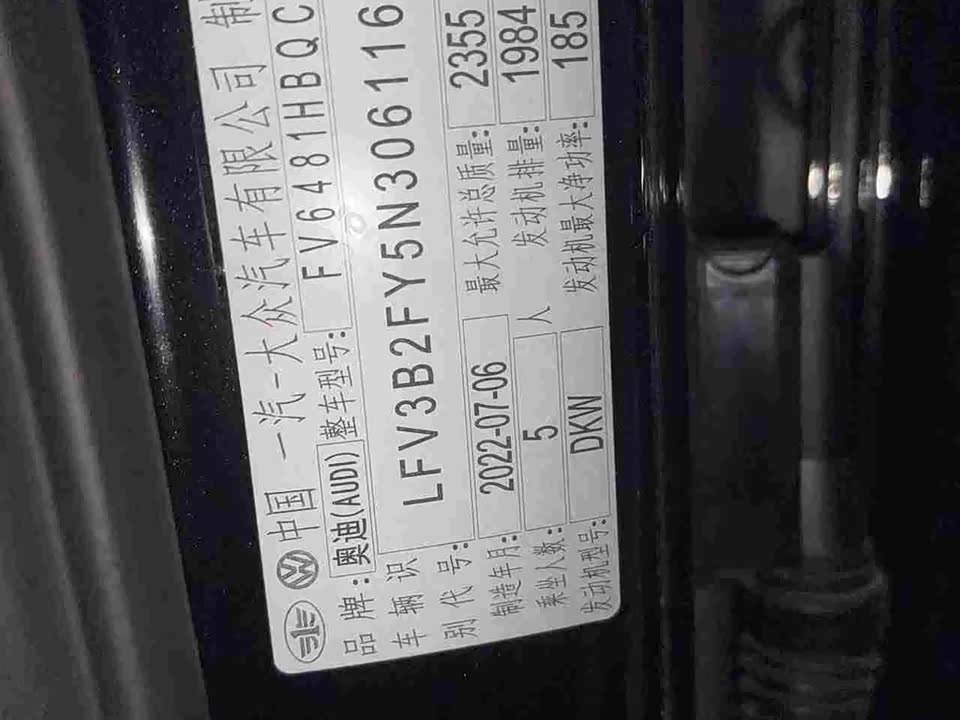 中国一汽-大众汽车有限公司 制
品牌: 奥迪(AUDI) 整车型号: FV6481HBQC
车辆识别代号: LFV3B2FY5N306116
制造年月: 2022-07-06 最大允许总质量: 2355
乘坐人数: 5 人 发动机排量: 1984
发动机型号: DKW 发动机最大净功率: 185